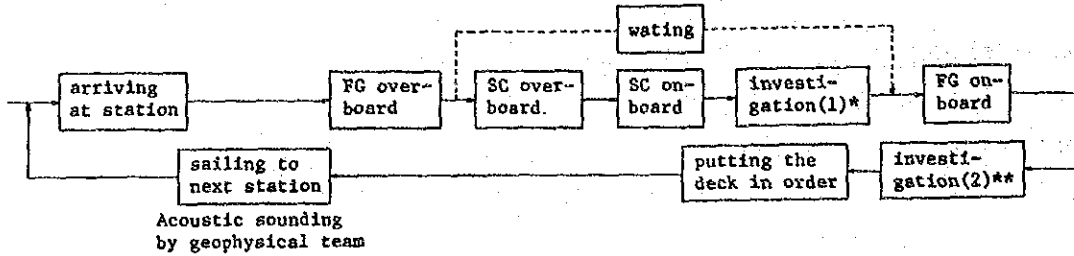 wating
arriving
at station
FG over-
board
SC over-
board.
SC on-
board
investi-
gation(1)*
FG on-
board
sailing to
next station
putting the
deck in order
investi-
gation(2)**
Acoustic sounding
by geophysical team